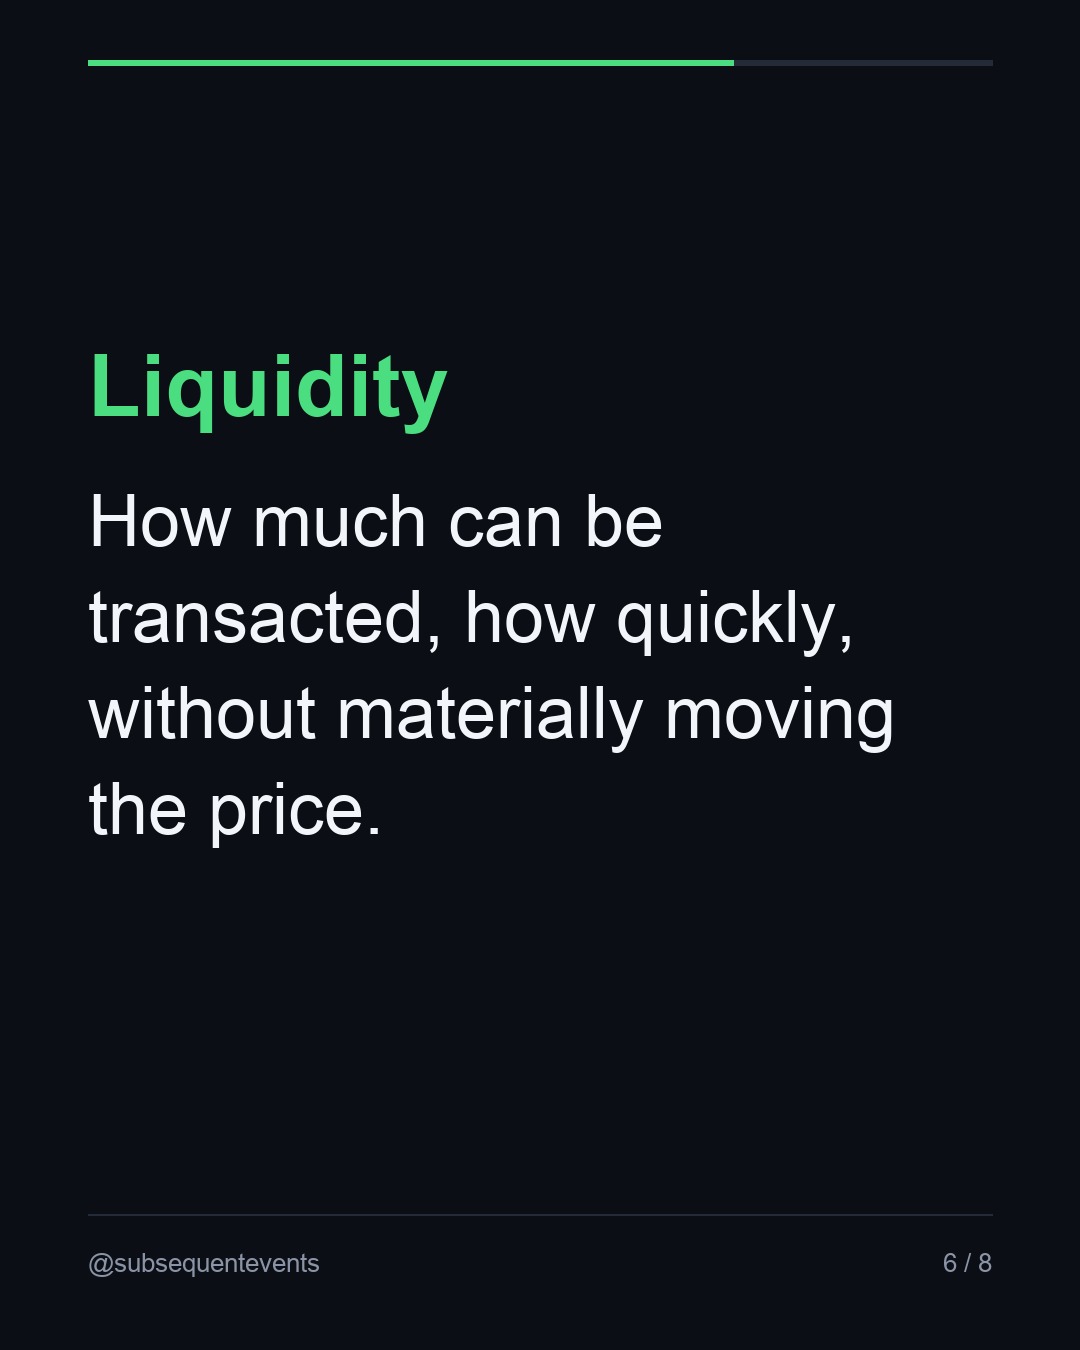 Liquidity
How much can be
transacted, how quickly,
without materially moving
the price.
@subsequentevents
6 / 8